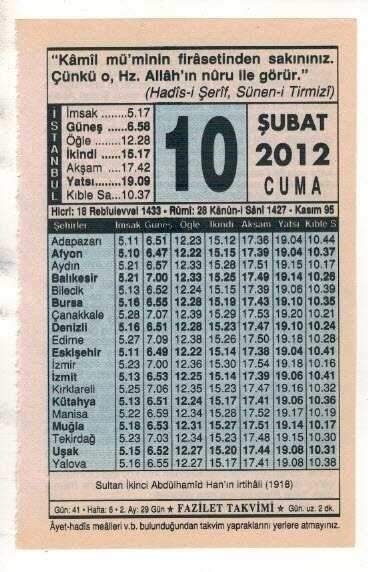 “Kâmil mü’minin firâsetinden sakınınız.
Çünkü o, Hz. Allâh’ın nûru ile görür.”
(Hadîs-i Şerîf, Sünen-i Tirmizî)
İSTANBUL
İmsak ......5.17
Güneş ...6.58
Öğle .......12.28
İkindi .....15.17
Akşam ...17.42
Yatsı.......19.09
Kıble Sa...10.37
10
ŞUBAT
2012
CUMA
Hicrî: 18 Rebîulevvel 1433 - Rûmî: 28 Kânûn-i Sânî 1427 - Kasım 95
Şehirler İmsak Güneş Öğle İkindi Akşam Yatsı Kıble S
Adapazarı 5.11 6.51 12.23 15.12 17.36 19.04 10.44
Afyon 5.10 6.47 12.22 15.15 17.39 19.04 10.37
Aydın 5.21 6.57 12.33 15.28 17.51 19.15 10.17
Balıkesir 5.21 7.00 12.33 15.25 17.49 19.14 10.26
Bilecik 5.13 6.52 12.24 15.15 17.39 19.06 10.39
Bursa 5.16 6.55 12.28 15.19 17.43 19.10 10.35
Çanakkale 5.28 7.07 12.39 15.29 17.53 19.20 10.21
Denizli 5.16 6.51 12.28 15.23 17.47 19.10 10.24
Edirne 5.27 7.09 12.38 15.26 17.50 19.18 10.28
Eskişehir 5.11 6.49 12.22 15.14 17.38 19.04 10.41
İzmir 5.23 7.00 12.36 15.30 17.54 19.18 10.16
İzmit 5.13 6.53 12.25 15.14 17.39 19.06 10.41
Kırklareli 5.25 7.06 12.35 15.23 17.47 19.16 10.32
Kütahya 5.13 6.51 12.24 15.17 17.41 19.06 10.36
Manisa 5.22 6.59 12.34 15.28 17.52 19.17 10.19
Muğla 5.18 6.53 12.31 15.27 17.51 19.14 10.17
Tekirdağ 5.23 7.03 12.34 15.23 17.48 19.15 10.30
Uşak 5.15 6.52 12.27 15.20 17.44 19.08 10.31
Yalova 5.16 6.55 12.27 15.17 17.41 19.08 10.38
Sultan İkinci Abdülhamîd Han’ın irtihâli (1918)
Gün: 41 • Hafta: 6 • 2. Ay: 29 Gün ★ FAZİLET TAKVİMİ ★ Gün. uz. 2 dk.
Âyet-hadîs meâlleri v.b. bulunduğundan takvim yapraklarını yerlere atmayınız.